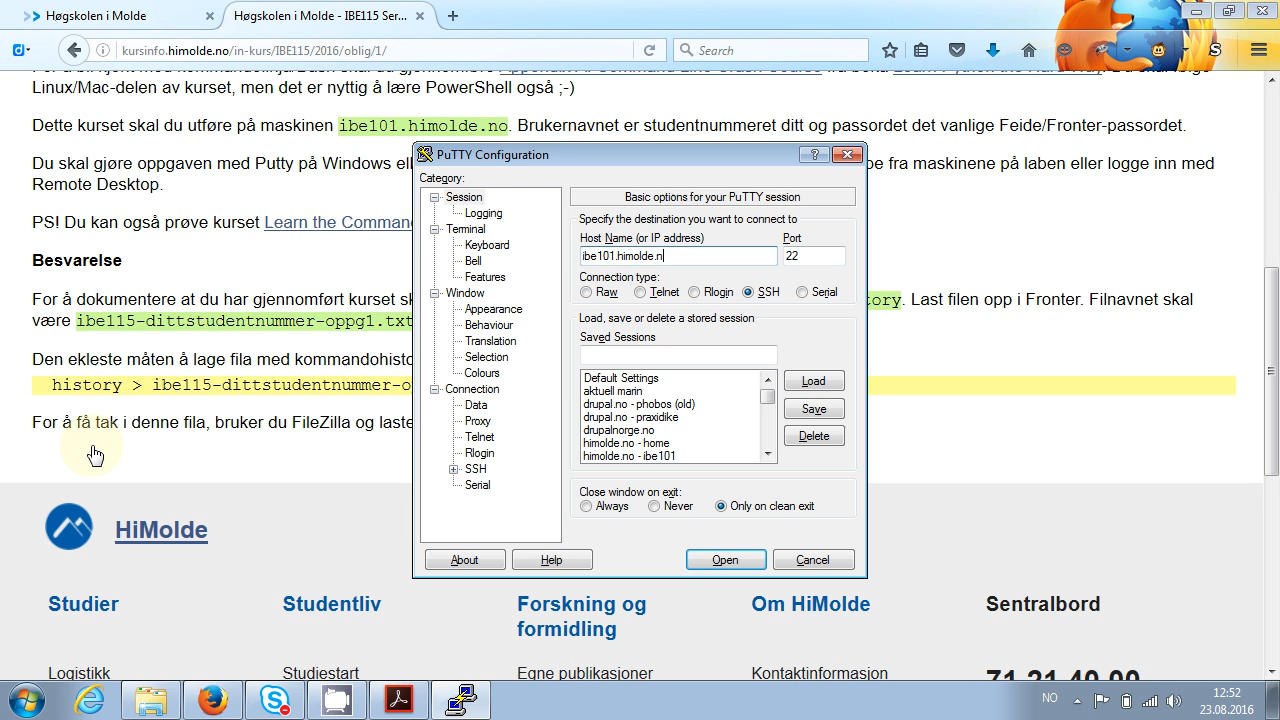 Høgskolen i Molde
Høgskolen i Molde - IBE115 Ser...
kursinfo.himolde.no/in-kurs/IBE115/2016/oblig/1/
Search
Linux/Mac-delen av kurset, men det er nyttig å lære PowerShell også ;-)
Dette kurset skal du utføre på maskinen ibe101.himolde.no. Brukernavnet er studentnummeret ditt og passordet det vanlige Feide/Fronter-passordet.
Du skal gjøre oppgaven med Putty på Windows el
be fra maskinene på laben eller logge inn med
Remote Desktop.
PS! Du kan også prøve kurset Learn the Comman
Besvarelse
For å dokumentere at du har gjennomført kurset sk
tory. Last filen opp i Fronter. Filnavnet skal
være ibe115-dittstudentnummer-oppg1.txt
Den ekleste måten å lage fila med kommandohisto
history > ibe115-dittstudentnummer-o
For å få tak i denne fila, bruker du FileZilla og laste
PuTTY Configuration
Category:
Session
Logging
Terminal
Keyboard
Bell
Features
Window
Appearance
Behaviour
Translation
Selection
Colours
Connection
Data
Proxy
Telnet
Rlogin
SSH
Serial
Basic options for your PuTTY session
Specify the destination you want to connect to
Host Name (or IP address) Port
ibe101.himolde.n 22
Connection type:
Raw Telnet Rlogin SSH Serial
Load, save or delete a stored session
Saved Sessions
Default Settings
aktuell marin
drupal.no - phobos (old)
drupal.no - praxidike
drupalnorge.no
himolde.no - home
himolde.no - ibe101
Load
Save
Delete
Close window on exit:
Always Never Only on clean exit
About Help Open Cancel
HiMolde
Studier
Studentliv
Forskning og
formidling
Om HiMolde
Sentralbord
Logistikk
Studiestart
Egne publikasjoner
Kontaktinformasjon
71 21 40 00
NO
12:52
23.08.2016